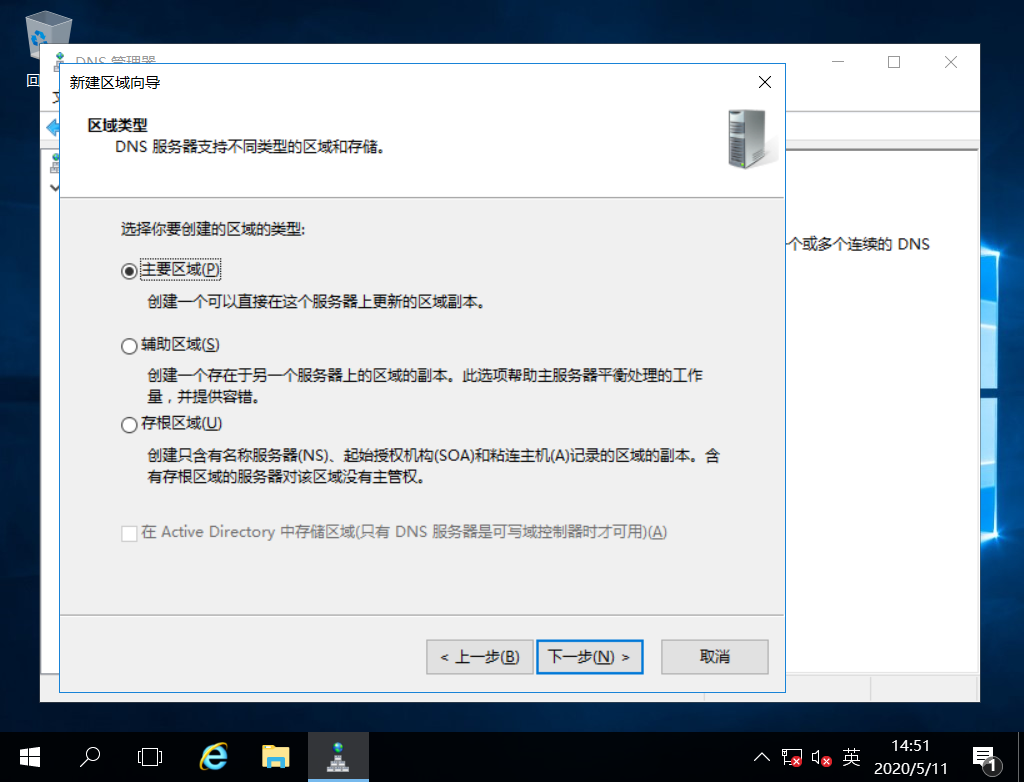 回
DNS 管理器
新建区域向导
区域类型
DNS 服务器支持不同类型的区域和存储。
选择你要创建的区域的类型:
主要区域(P)
创建一个可以直接在这个服务器上更新的区域副本。
辅助区域(S)
创建一个存在于另一个服务器上的区域的副本。此选项帮助主服务器平衡处理的工作
量，并提供容错。
存根区域(U)
创建只含有名称服务器(NS)、起始授权机构(SOA)和粘连主机(A)记录的区域的副本。含
有存根区域的服务器对该区域没有主管权。
在 Active Directory 中存储区域(只有 DNS 服务器是可写域控制器时才可用)(A)
个或多个连续的 DNS
< 上一步(B)
下一步(N) >
取消
英
14:51
2020/5/11
1